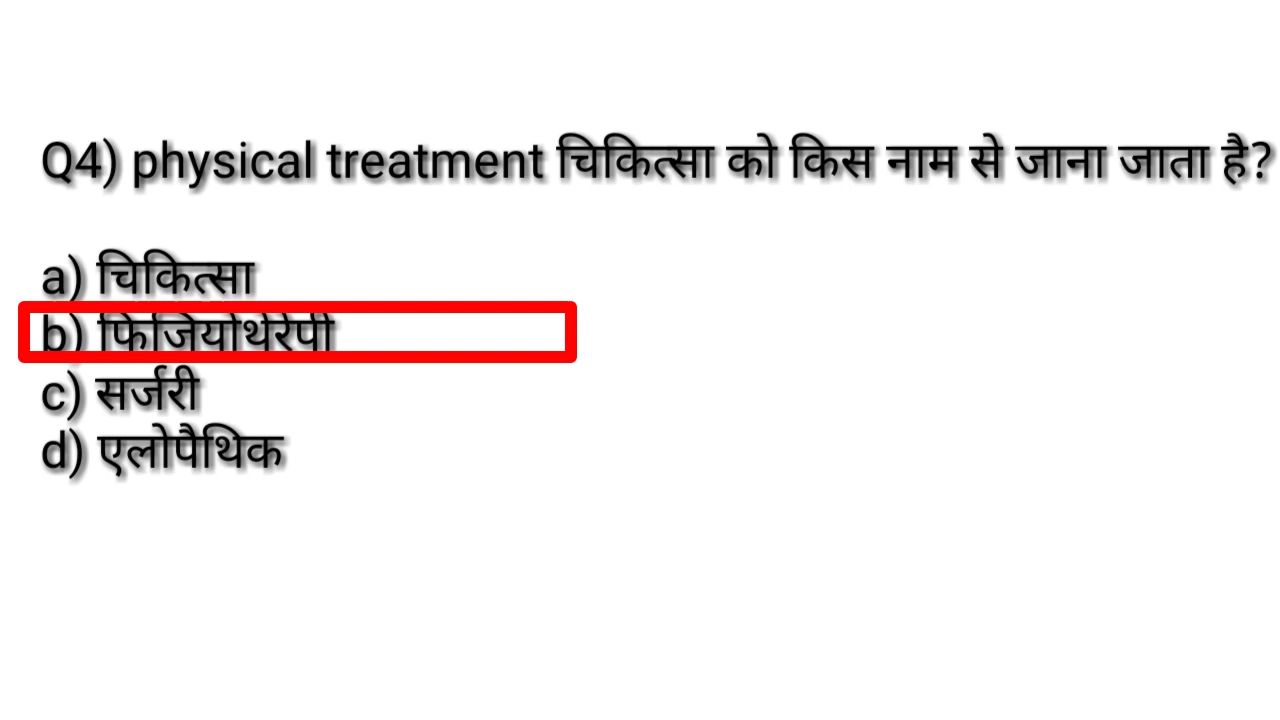 Q4) physical treatment चिकित्सा को किस नाम से जाना जाता है?
a) चिकित्सा
b) फिजियोथेरेपी
c) सर्जरी
d) एलोपैथिक